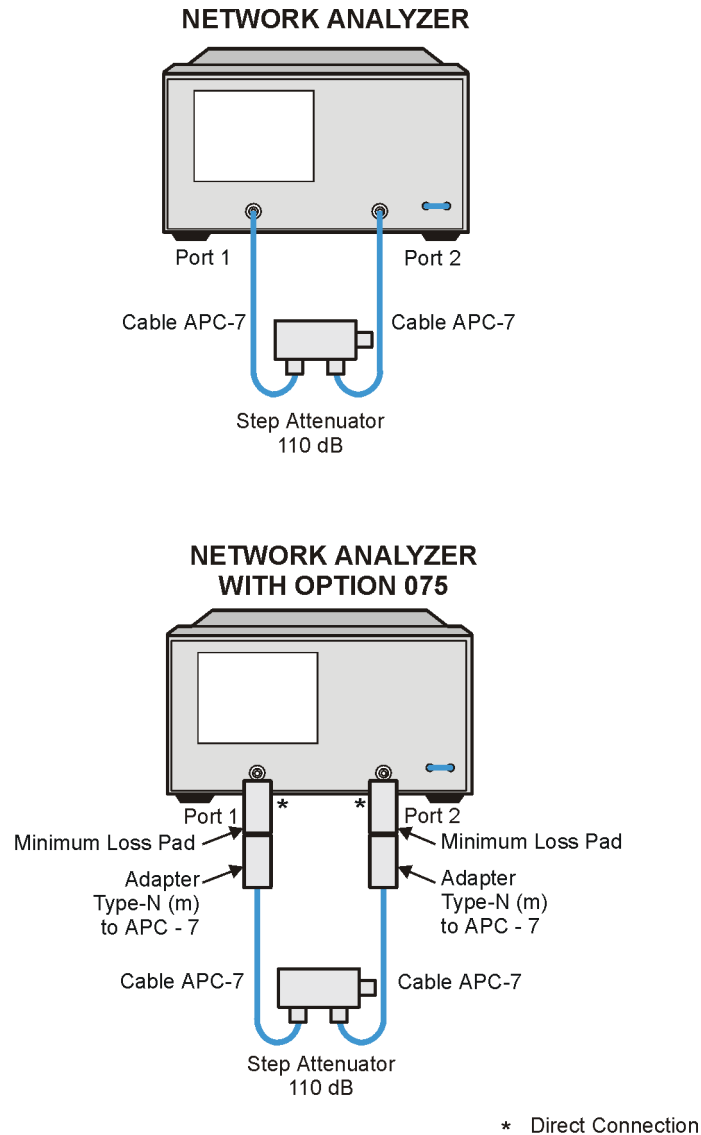 NETWORK ANALYZER
Port 1
Port 2
Cable APC-7
Cable APC-7
Step Attenuator
110 dB
NETWORK ANALYZER
WITH OPTION 075
*
*
Port 1
Port 2
Minimum Loss Pad
Minimum Loss Pad
Adapter
Type-N (m)
to APC - 7
Adapter
Type-N (m)
to APC - 7
Cable APC-7
Cable APC-7
Step Attenuator
110 dB
* Direct Connection